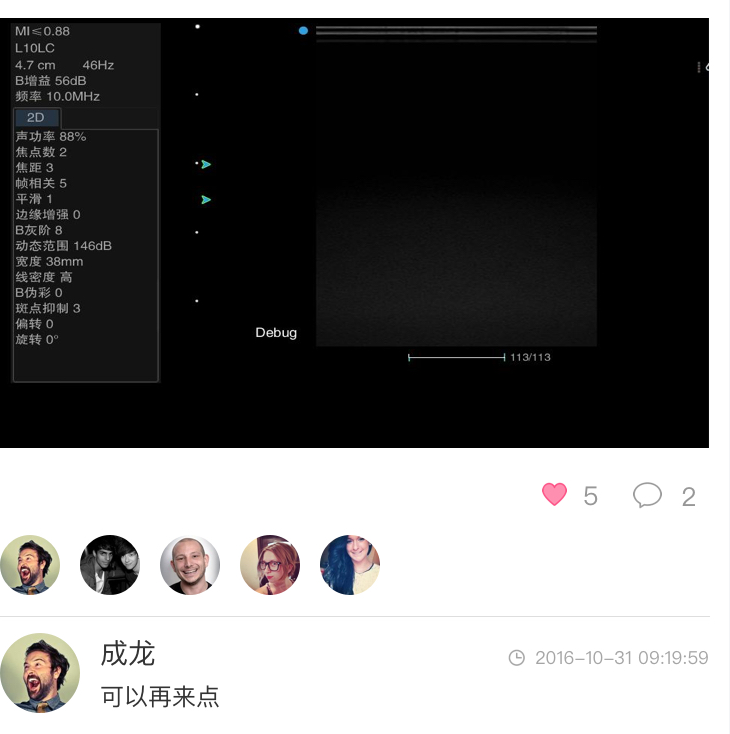 MI≤0.88
L10LC
4.7 cm 46Hz
B增益 56dB
频率 10.0MHz
2D
声功率 88%
焦点数 2
焦距 3
帧相关 5
平滑 1
边缘增强 0
B灰阶 8
动态范围 146dB
宽度 38mm
线密度 高
B伪彩 0
斑点抑制 3
偏转 0
旋转 0°
Debug
113/113
5 2
成龙 2016-10-31 09:19:59
可以再来点